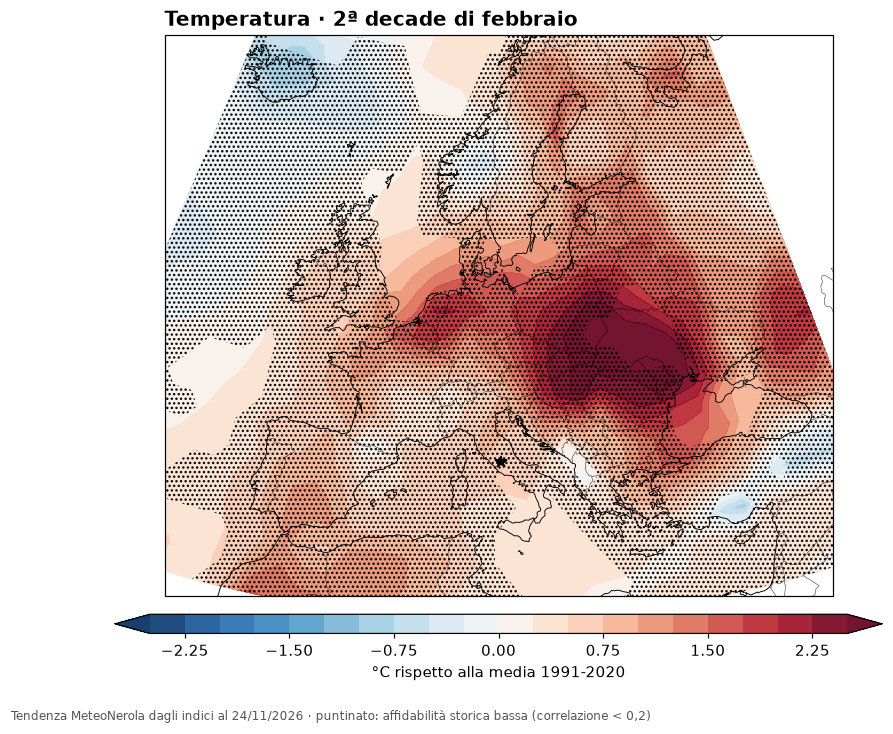 Temperatura · 2ª decade di febbraio
−2.25 −1.50 −0.75 0.00 0.75 1.50 2.25
°C rispetto alla media 1991-2020
Tendenza MeteoNerola dagli indici al 24/11/2026 · puntinato: affidabilità storica bassa (correlazione < 0,2)